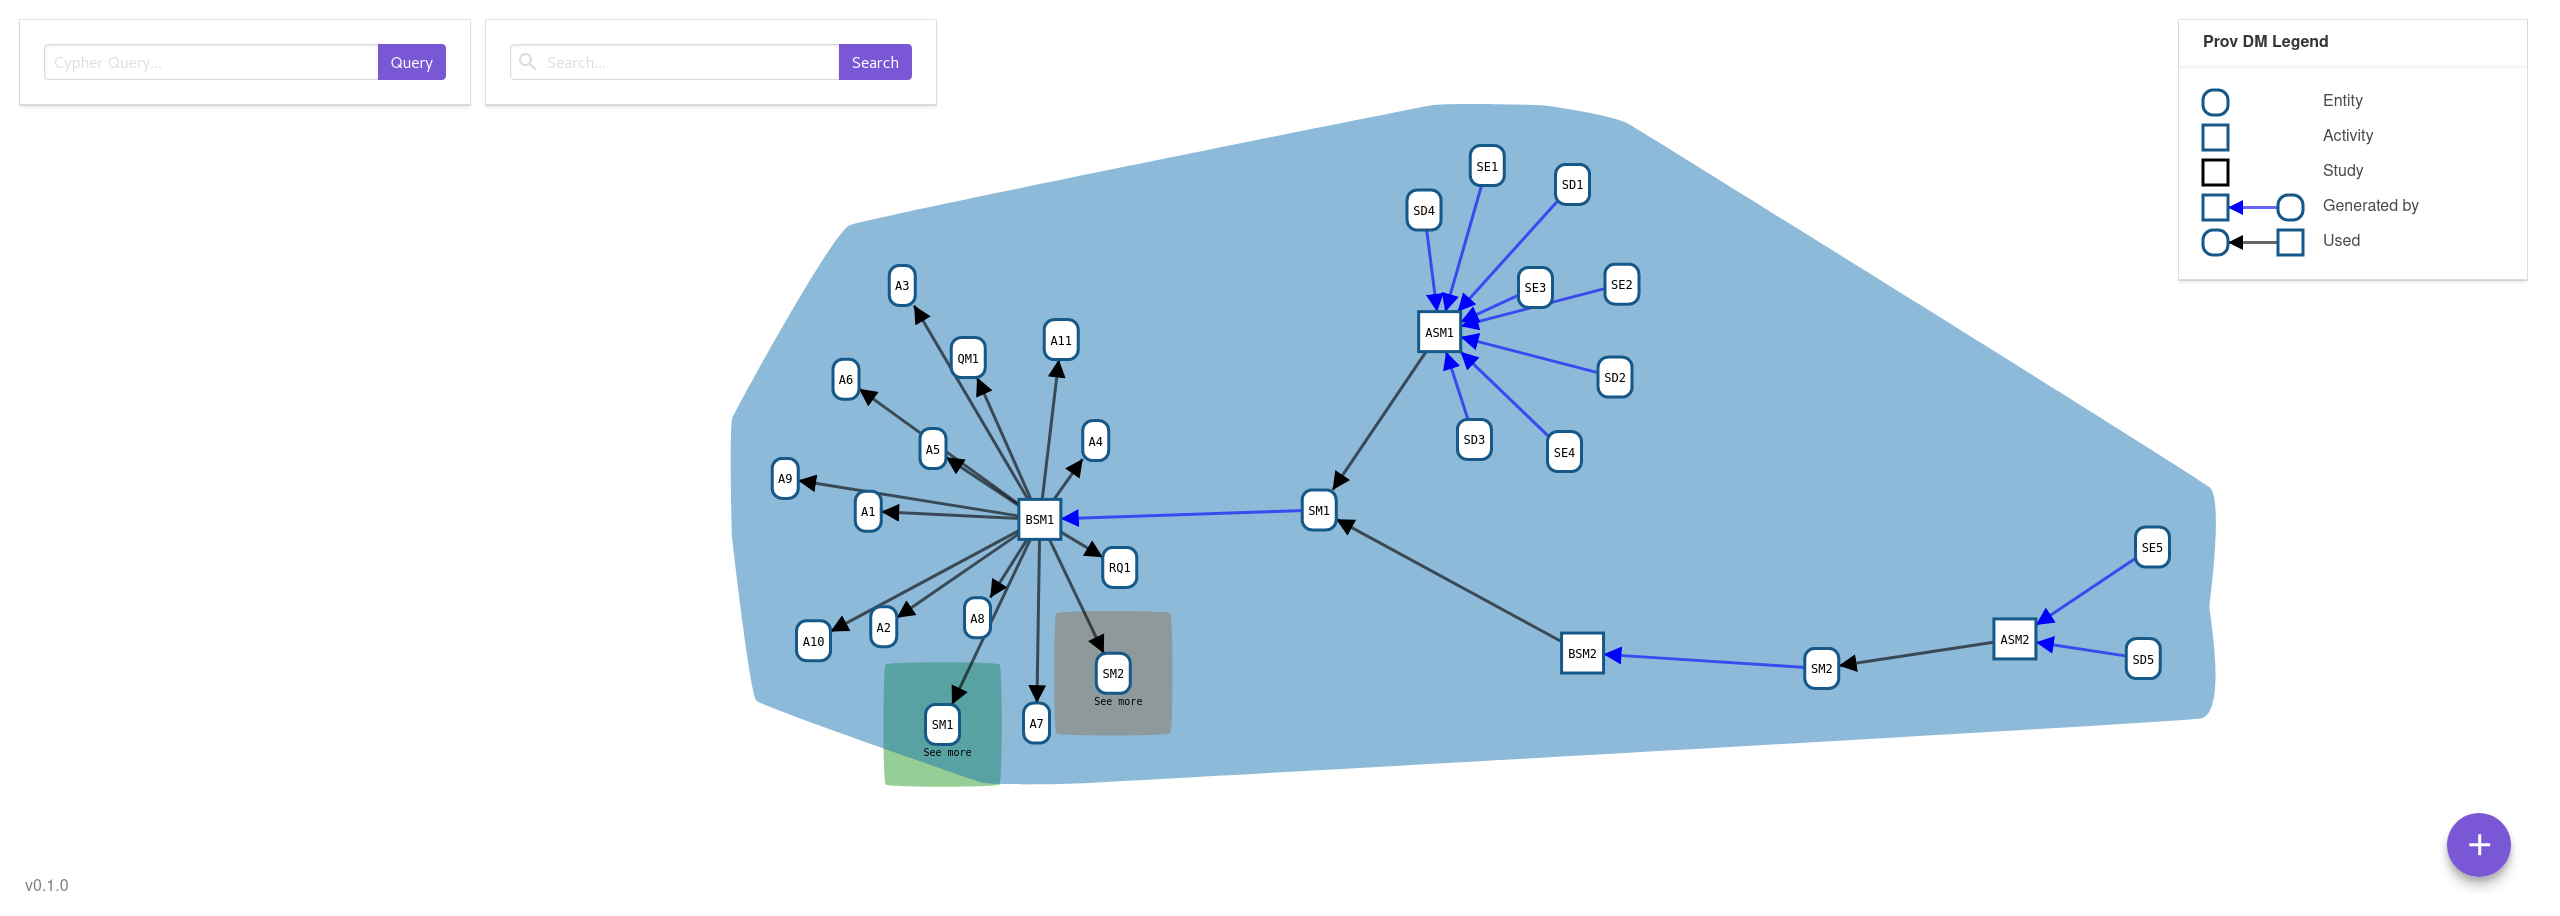 Cypher Query...
Query
Search...
Search
Prov DM Legend
Entity
Activity
Study
Generated by
Used
SE1
SD1
SD4
A3
SE3
SE2
ASM1
A11
QM1
A6
SD2
A4
SD3
A5
SE4
A9
A1
SM1
BSM1
SE5
RQ1
A8
A2
A10
ASM2
BSM2
SD5
SM2
SM2
See more
A7
SM1
See more
v0.1.0